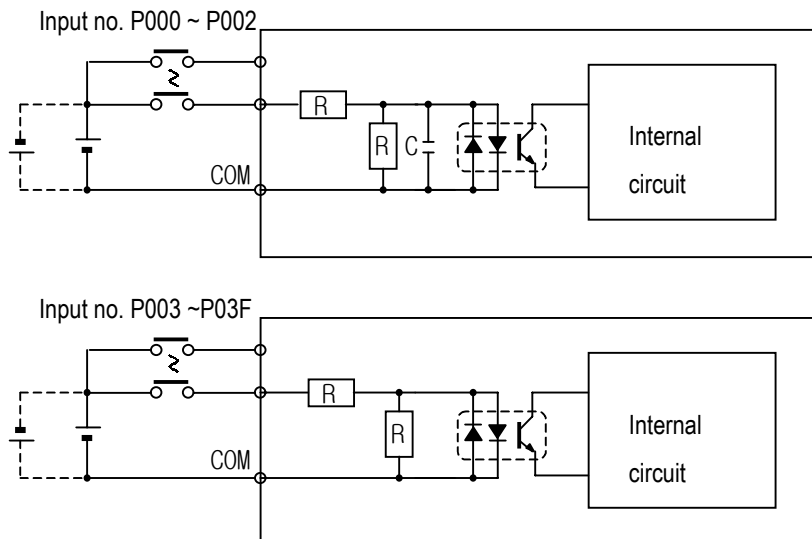 Input no. P000 ~ P002
R
R
C
COM
Internal
circuit
Input no. P003 ~P03F
R
R
COM
Internal
circuit